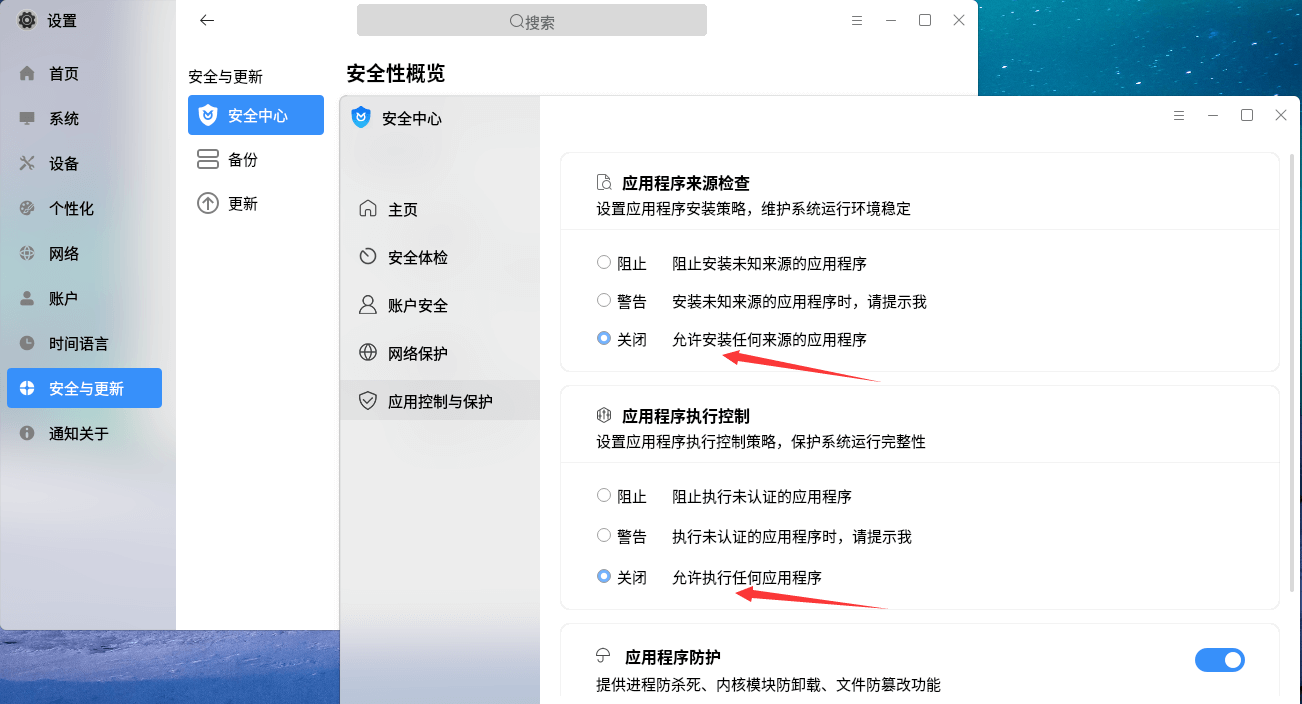 设置
搜索
首页
系统
设备
个性化
网络
账户
时间语言
安全与更新
通知关于
安全与更新
安全中心
备份
更新
安全性概览
安全中心
主页
安全体检
账户安全
网络保护
应用控制与保护
应用程序来源检查
设置应用程序安装策略，维护系统运行环境稳定
阻止 阻止安装未知来源的应用程序
警告 安装未知来源的应用程序时，请提示我
关闭 允许安装任何来源的应用程序
应用程序执行控制
设置应用程序执行控制策略，保护系统运行完整性
阻止 阻止执行未认证的应用程序
警告 执行未认证的应用程序时，请提示我
关闭 允许执行任何应用程序
应用程序防护
提供进程防杀死、内核模块防卸载、文件防篡改功能